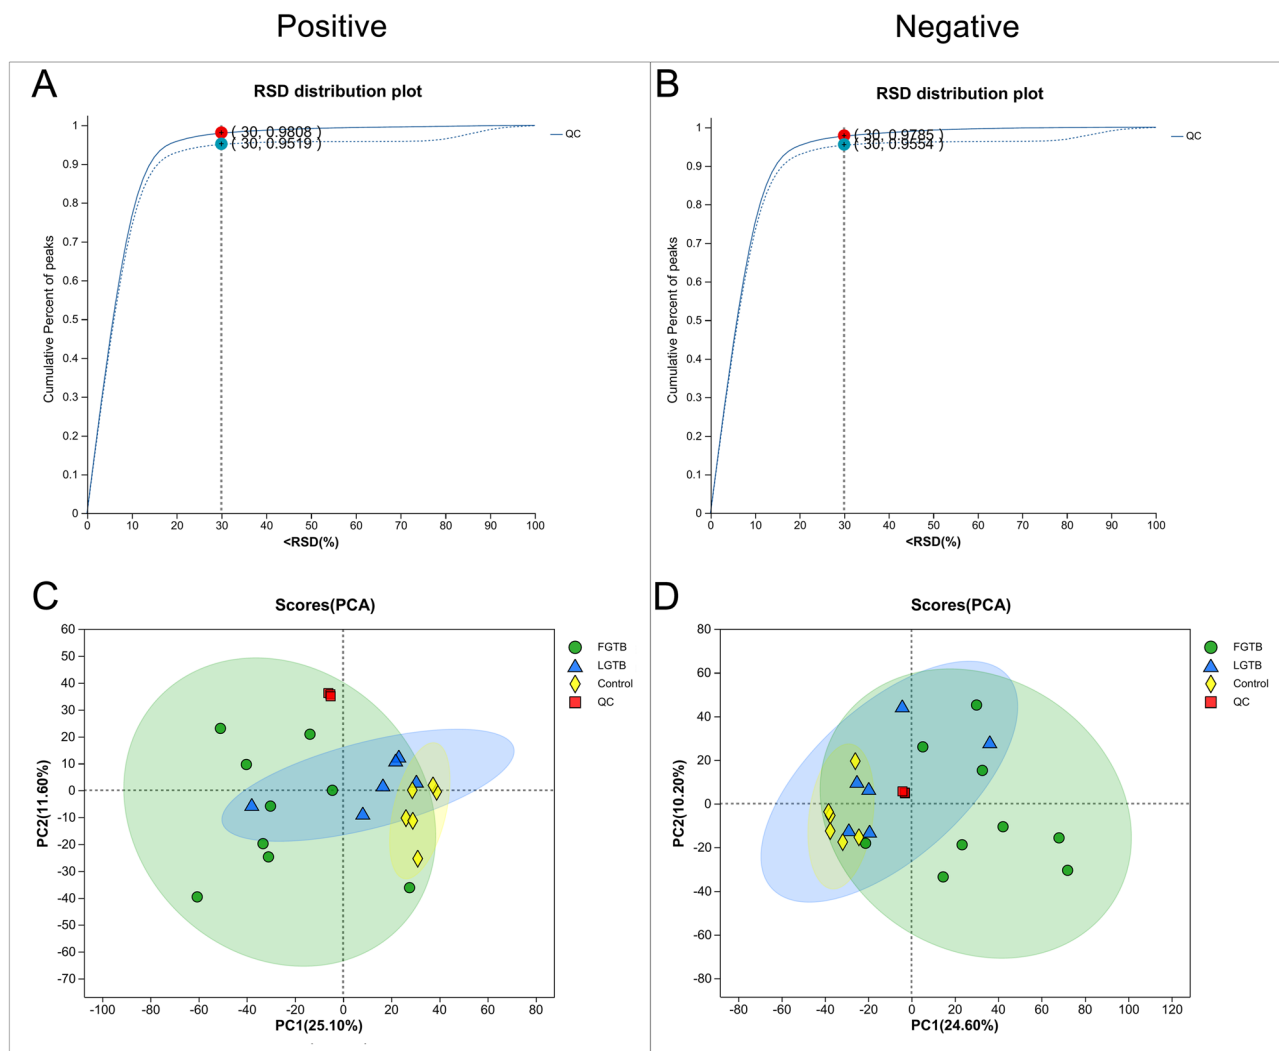 Positive
Negative
A
RSD distribution plot
1
0.9
0.8
0.7
0.6
0.5
0.4
0.3
0.2
0.1
0
Cumulative Percent of peaks
( 30, 0.9808 )
( 30, 0.9519 )
QC
0 10 20 30 40 50 60 70 80 90 100
<RSD(%)
B
RSD distribution plot
1
0.9
0.8
0.7
0.6
0.5
0.4
0.3
0.2
0.1
0
Cumulative Percent of peaks
( 30, 0.9785 )
( 30, 0.9554 )
QC
0 10 20 30 40 50 60 70 80 90 100
<RSD(%)
C
Scores(PCA)
60
50
40
30
20
10
0
-10
-20
-30
-40
-50
-60
-70
PC2(11.60%)
FGTB
LGTB
Control
QC
-100 -80 -60 -40 -20 0 20 40 60 80
PC1(25.10%)
D
Scores(PCA)
80
60
40
20
0
-20
-40
-60
-80
PC2(10.20%)
FGTB
LGTB
Control
QC
-80 -60 -40 -20 0 20 40 60 80 100 120
PC1(24.60%)